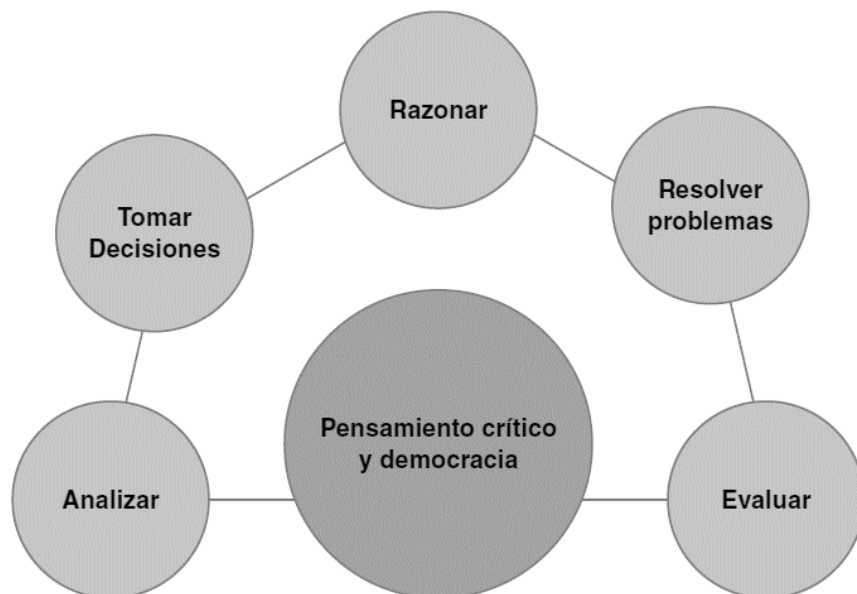 Razonar
Tomar
Decisiones
Resolver
problemas
Pensamiento crítico
y democracia
Analizar
Evaluar